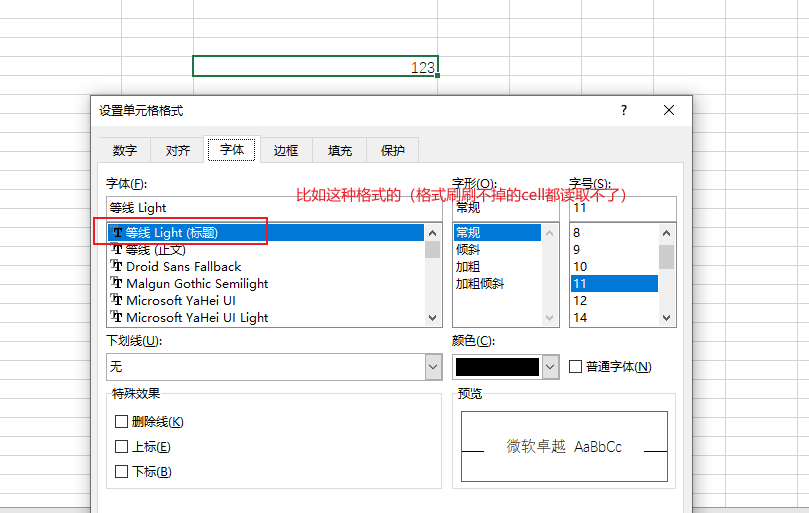 123
设置单元格格式
?
数字 对齐 字体 边框 填充 保护
字体(F): 字形(O): 字号(S):
比如这种格式的（格式刷刷不掉的cell都读取不了）
等线 Light 常规 11
等线 Light (标题) 常规 8
等线 (正文) 倾斜 9
Droid Sans Fallback 加粗 10
Malgun Gothic Semilight 加粗倾斜 11
Microsoft YaHei UI 12
Microsoft YaHei UI Light 14
下划线(U): 颜色(C):
无 普通字体(N)
特殊效果 预览
删除线(K)
上标(E) 微软卓越 AaBbCc
下标(B)